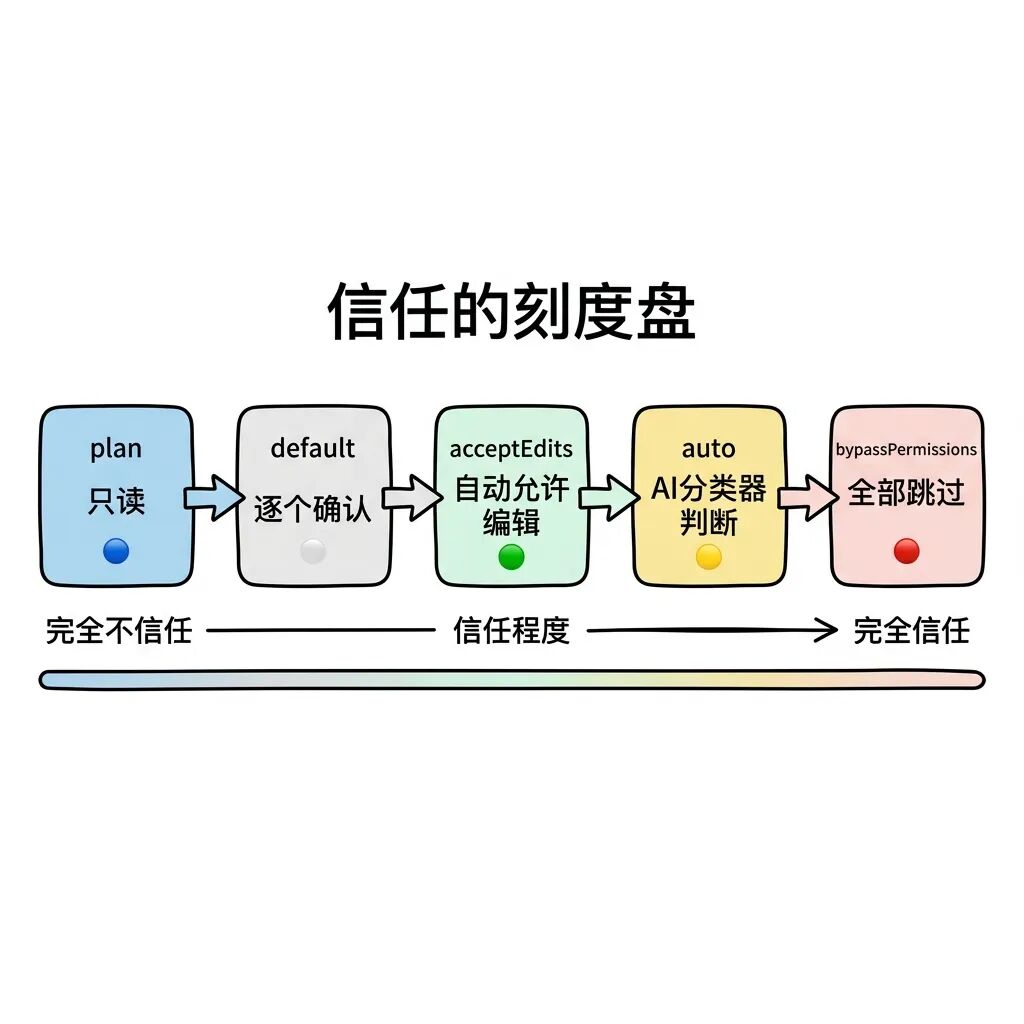 信任的刻度盘
plan
只读
default
逐个确认
acceptEdits
自动允许
编辑
auto
AI分类器
判断
bypassPermissions
全部跳过
完全不信任
信任程度
完全信任